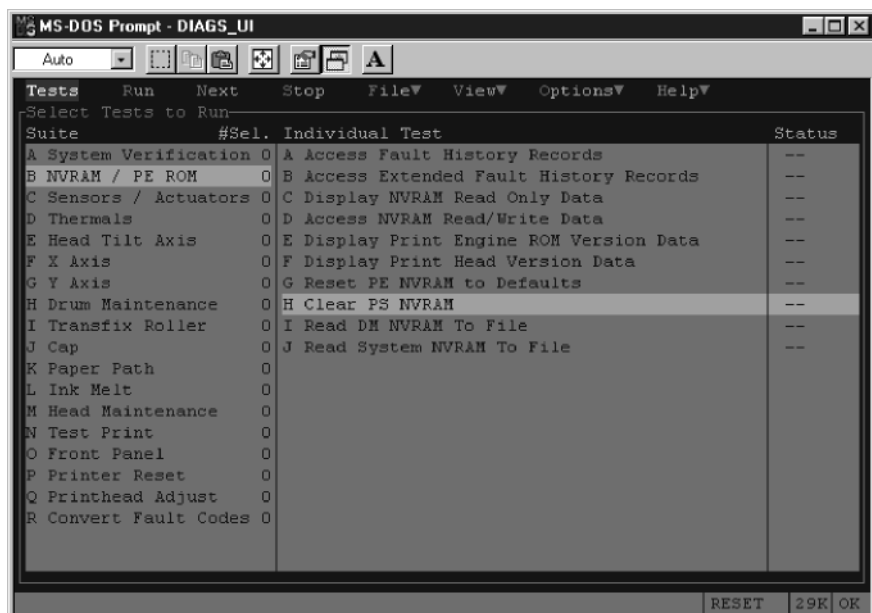 MS-DOS Prompt - DIAGS_UI
Auto
A
Tests Run Next Stop File▼ View▼ Options▼ Help▼
Select Tests to Run
Suite #Sel. Individual Test Status
A System Verification 0 A Access Fault History Records --
B NVRAM / PE ROM 0 B Access Extended Fault History Records --
C Sensors / Actuators 0 C Display NVRAM Read Only Data --
D Thermals 0 D Access NVRAM Read/Write Data --
E Head Tilt Axis 0 E Display Print Engine ROM Version Data --
F X Axis 0 F Display Print Head Version Data --
G Y Axis 0 G Reset PE NVRAM to Defaults --
H Drum Maintenance 0 H Clear PS NVRAM --
I Transfix Roller 0 I Read DM NVRAM To File --
J Cap 0 J Read System NVRAM To File --
K Paper Path 0
L Ink Melt 0
M Head Maintenance 0
N Test Print 0
O Front Panel 0
P Printer Reset 0
Q Printhead Adjust 0
R Convert Fault Codes 0
RESET 29K OK